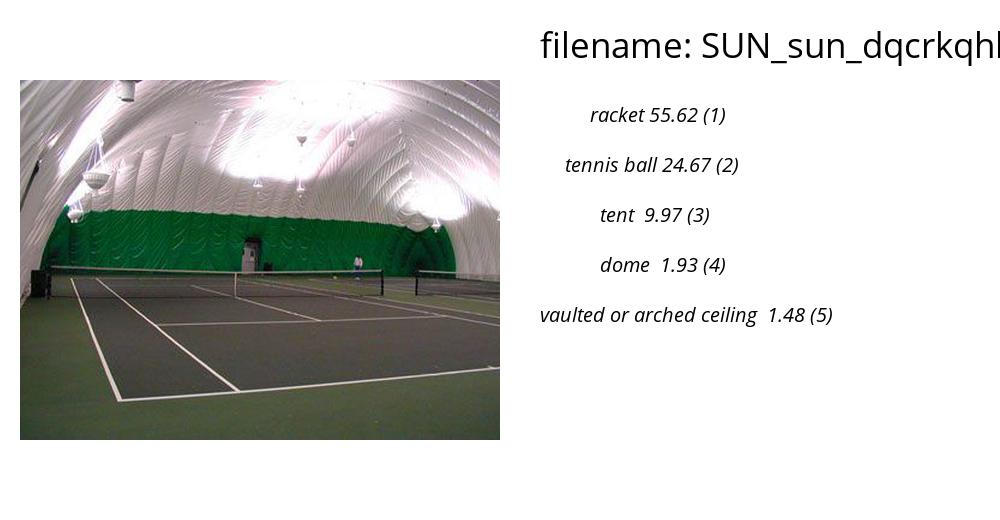 filename: SUN_sun_dqcrkqhl
racket 55.62 (1)
tennis ball 24.67 (2)
tent 9.97 (3)
dome 1.93 (4)
vaulted or arched ceiling 1.48 (5)